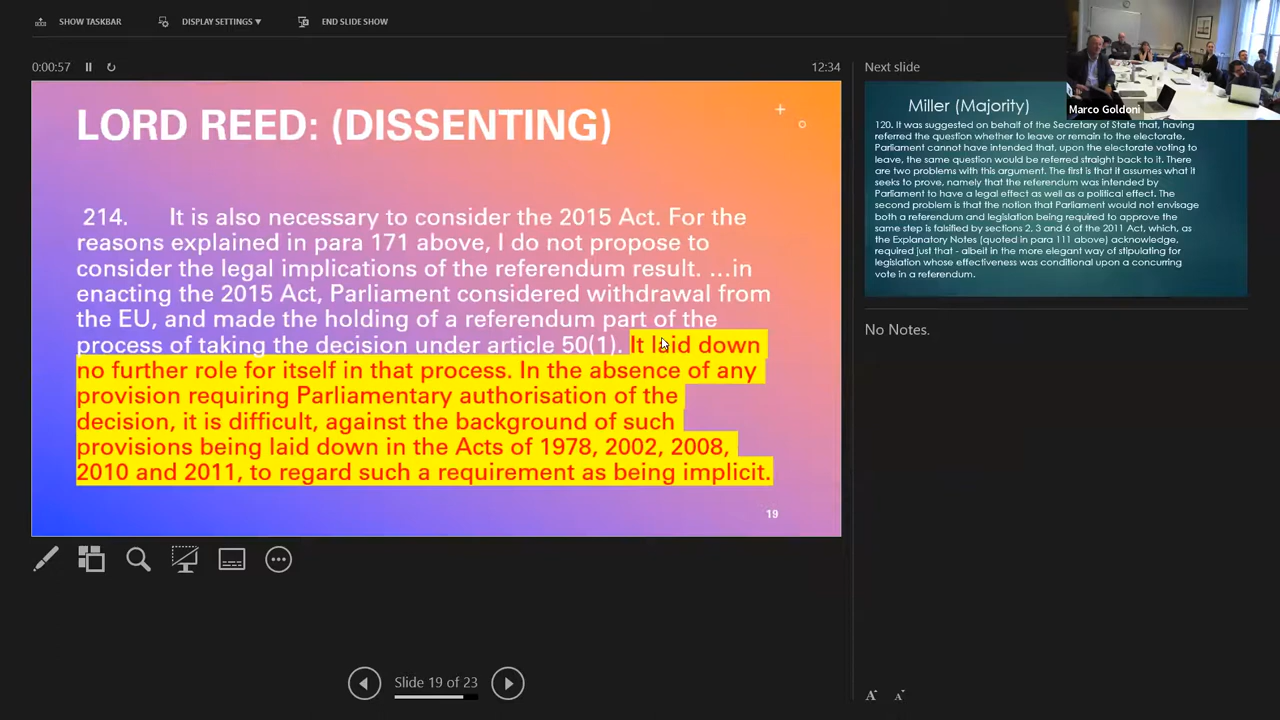 SHOW TASKBAR
DISPLAY SETTINGS ▼
END SLIDE SHOW
0:00:57
12:34
LORD REED: (DISSENTING)
214. It is also necessary to consider the 2015 Act. For the
reasons explained in para 171 above, I do not propose to
consider the legal implications of the referendum result. …in
enacting the 2015 Act, Parliament considered withdrawal from
the EU, and made the holding of a referendum part of the
process of taking the decision under article 50(1). It laid down
no further role for itself in that process. In the absence of any
provision requiring Parliamentary authorisation of the
decision, it is difficult, against the background of such
provisions being laid down in the Acts of 1978, 2002, 2008,
2010 and 2011, to regard such a requirement as being implicit.
19
Slide 19 of 23
Next slide
Marco Goldoni
Miller (Majority)
120. It was suggested on behalf of the Secretary of State that, having
referred the question whether to leave or remain to the electorate,
Parliament cannot have intended that, upon the electorate voting to
leave, the same question would be referred straight back to it. There
are two problems with this argument. The first is that it assumes what it
seeks to prove, namely that the referendum was intended by
Parliament to have a legal effect as well as a political effect. The
second problem is that the notion that Parliament would not envisage
both a referendum and legislation being required to approve the
same step is falsified by sections 2, 3 and 6 of the 2011 Act, which, as
the Explanatory Notes (quoted in para 111 above) acknowledge,
required just that - albeit in the more elegant way of stipulating for
legislation whose effectiveness was conditional upon a concurring
vote in a referendum.
No Notes.
A A